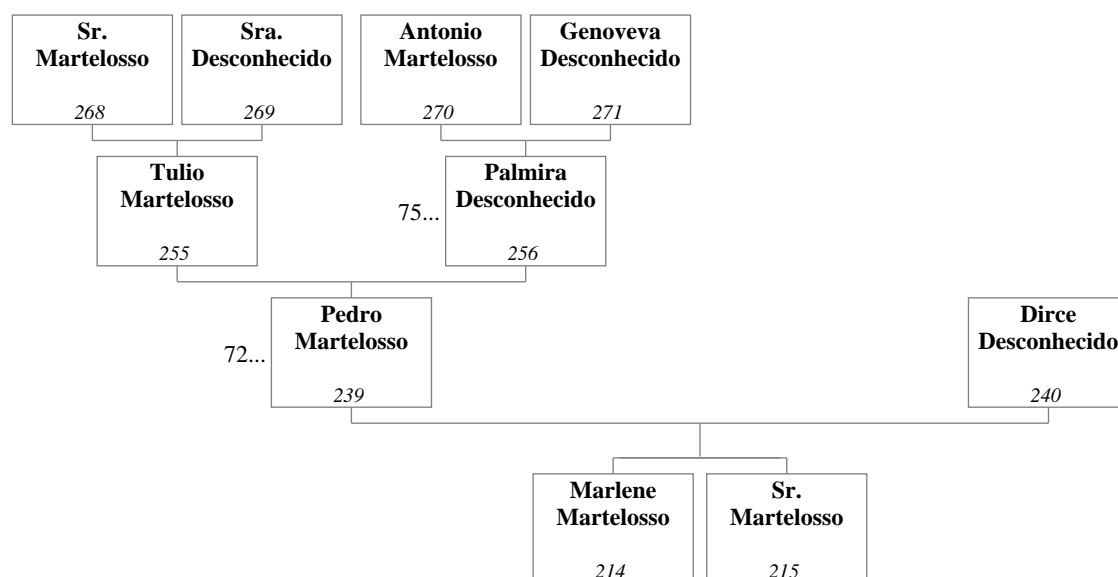 Sr.
Martelosso
268
Sra.
Desconhecido
269
Antonio
Martelosso
270
Genoveva
Desconhecido
271
Tulio
Martelosso
255
75...
Palmira
Desconhecido
256
72...
Pedro
Martelosso
239
Dirce
Desconhecido
240
Marlene
Martelosso
214
Sr.
Martelosso
215